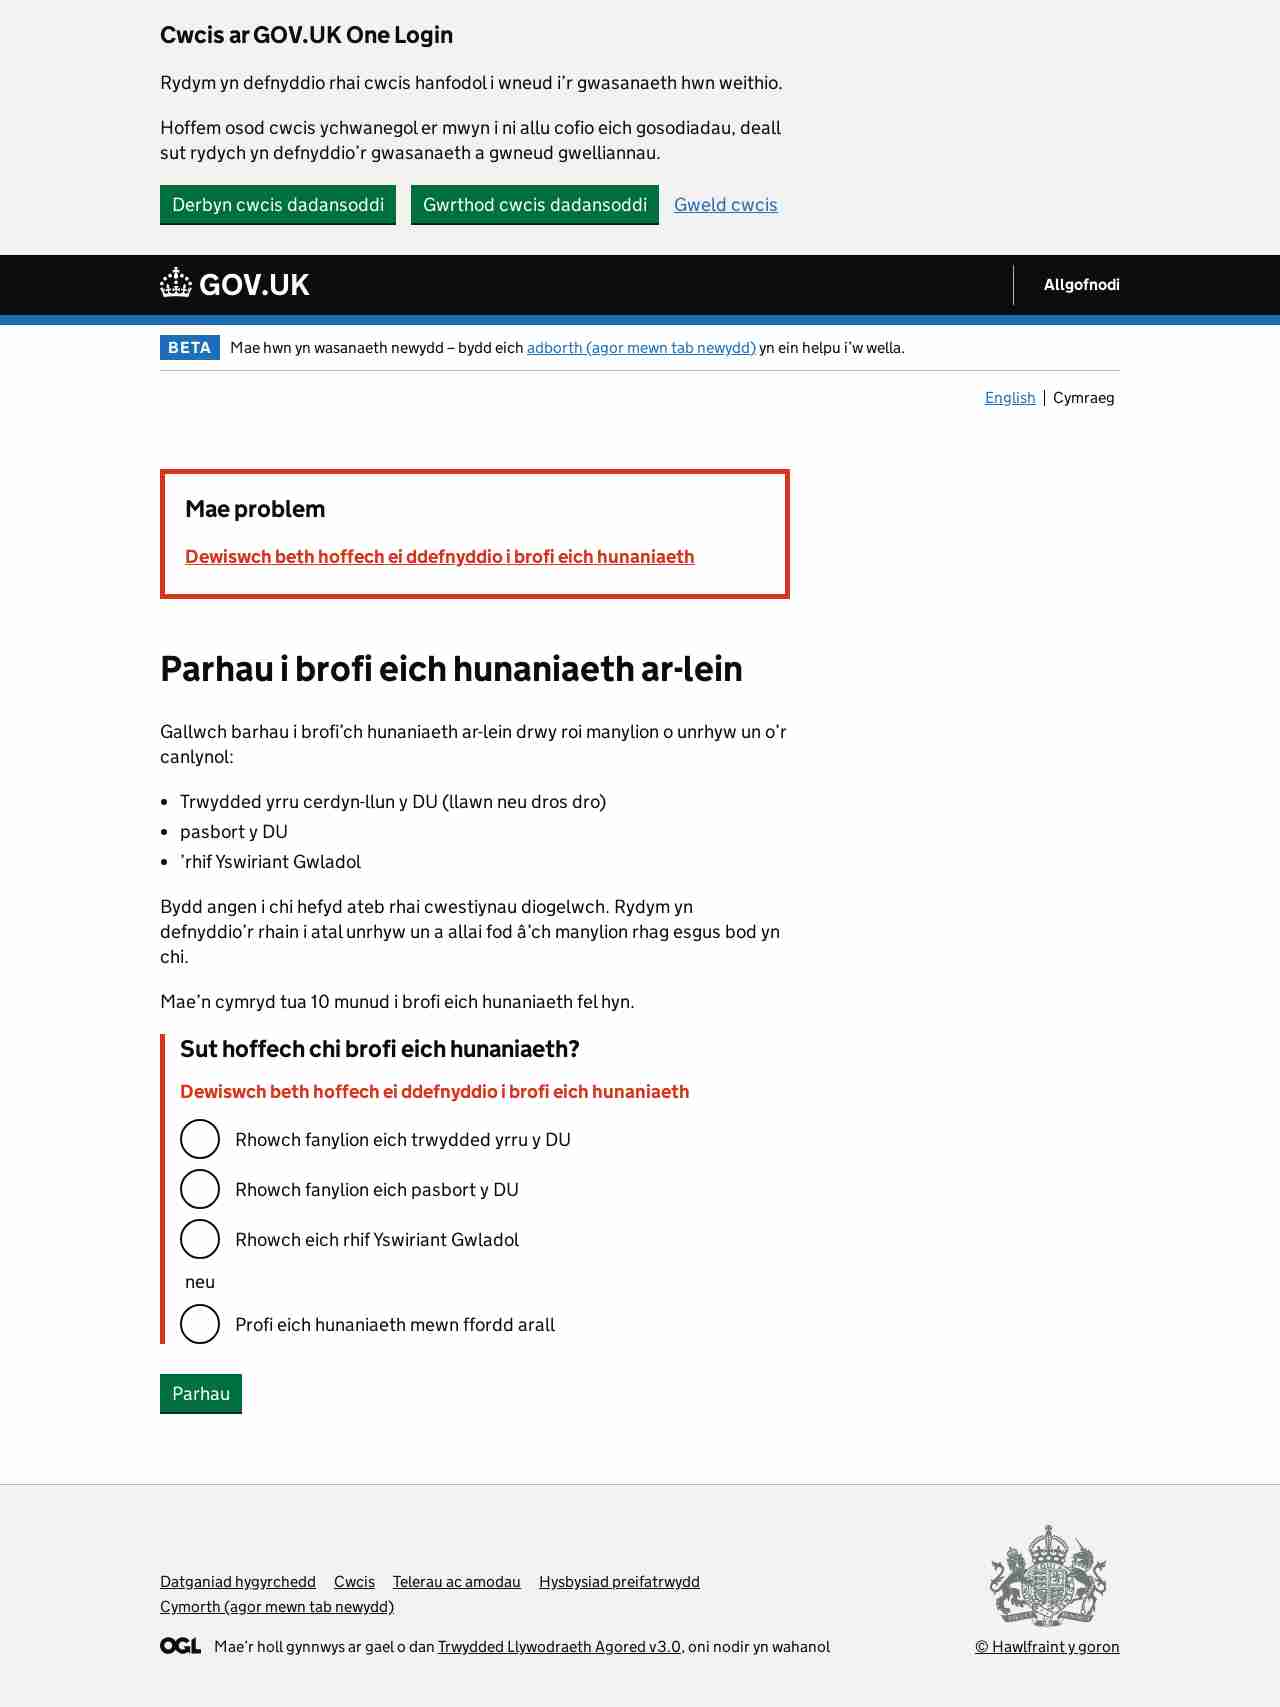 Cwcis ar GOV.UK One Login
Rydym yn defnyddio rhai cwcis hanfodol i wneud i’r gwasanaeth hwn weithio.
Hoffem osod cwcis ychwanegol er mwyn i ni allu cofio eich gosodiadau, deall
sut rydych yn defnyddio’r gwasanaeth a gwneud gwelliannau.
Derbyn cwcis dadansoddi Gwrthod cwcis dadansoddi Gweld cwcis
GOV.UK Allgofnodi
BETA Mae hwn yn wasanaeth newydd – bydd eich adborth (agor mewn tab newydd) yn ein helpu i’w wella.
English Cymraeg
Mae problem
Dewiswch beth hoffech ei ddefnyddio i brofi eich hunaniaeth
Parhau i brofi eich hunaniaeth ar-lein
Gallwch barhau i brofi’ch hunaniaeth ar-lein drwy roi manylion o unrhyw un o’r
canlynol:
• Trwydded yrru cerdyn-llun y DU (llawn neu dros dro)
• pasbort y DU
• ’rhif Yswiriant Gwladol
Bydd angen i chi hefyd ateb rhai cwestiynau diogelwch. Rydym yn
defnyddio’r rhain i atal unrhyw un a allai fod â’ch manylion rhag esgus bod yn
chi.
Mae’n cymryd tua 10 munud i brofi eich hunaniaeth fel hyn.
Sut hoffech chi brofi eich hunaniaeth?
Dewiswch beth hoffech ei ddefnyddio i brofi eich hunaniaeth
Rhowch fanylion eich trwydded yrru y DU
Rhowch fanylion eich pasbort y DU
Rhowch eich rhif Yswiriant Gwladol
neu
Profi eich hunaniaeth mewn ffordd arall
Parhau
Datganiad hygyrchedd Cwcis Telerau ac amodau Hysbysiad preifatrwydd
Cymorth (agor mewn tab newydd)
OGL Mae’r holl gynnwys ar gael o dan Trwydded Llywodraeth Agored v3.0, oni nodir yn wahanol
© Hawlfraint y goron